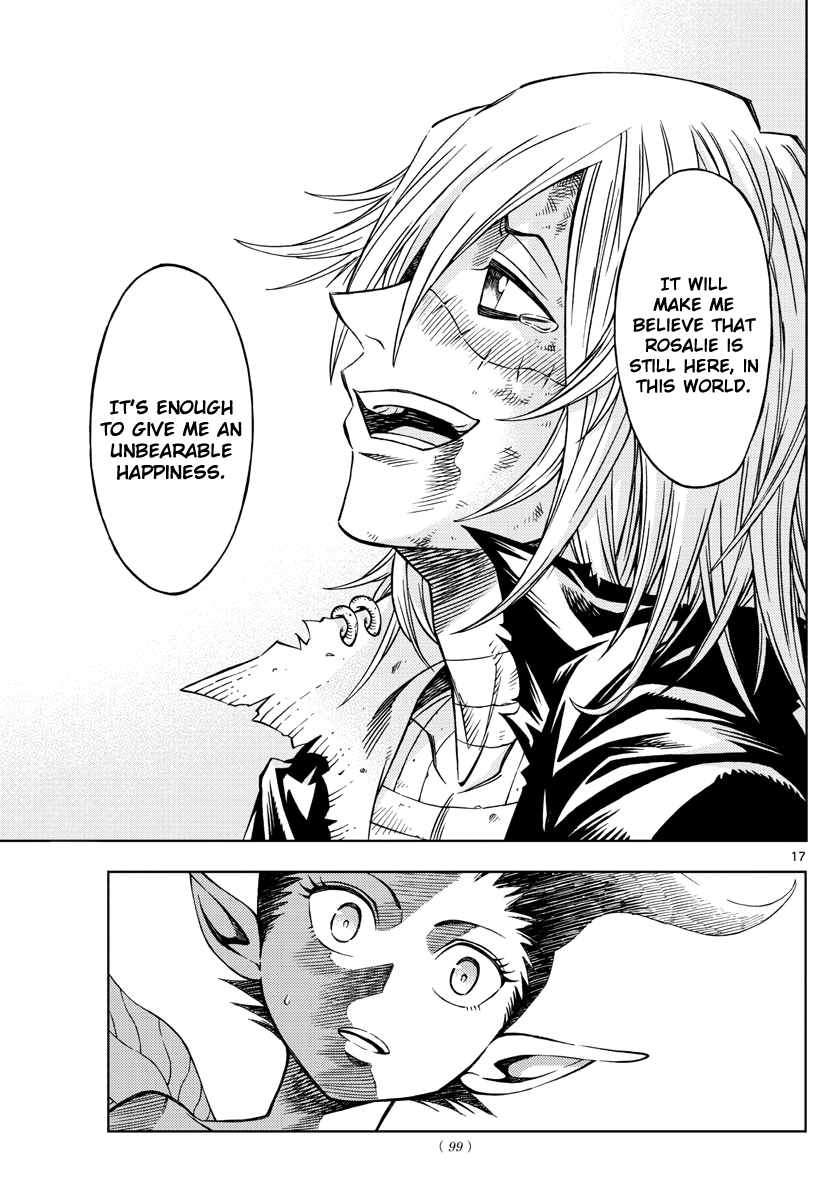 IT WILL
MAKE ME
BELIEVE THAT
ROSALIE IS
STILL HERE, IN
THIS WORLD.
IT'S ENOUGH
TO GIVE ME AN
UNBEARABLE
HAPPINESS.
17
( 99 )